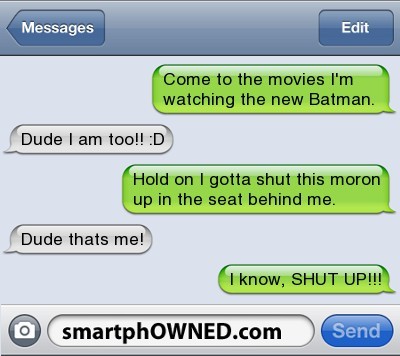 Messages
Edit
Come to the movies I'm
watching the new Batman.
Dude I am too!! :D
Hold on I gotta shut this moron
up in the seat behind me.
Dude thats me!
I know, SHUT UP!!!
smartphOWNED.com
Send